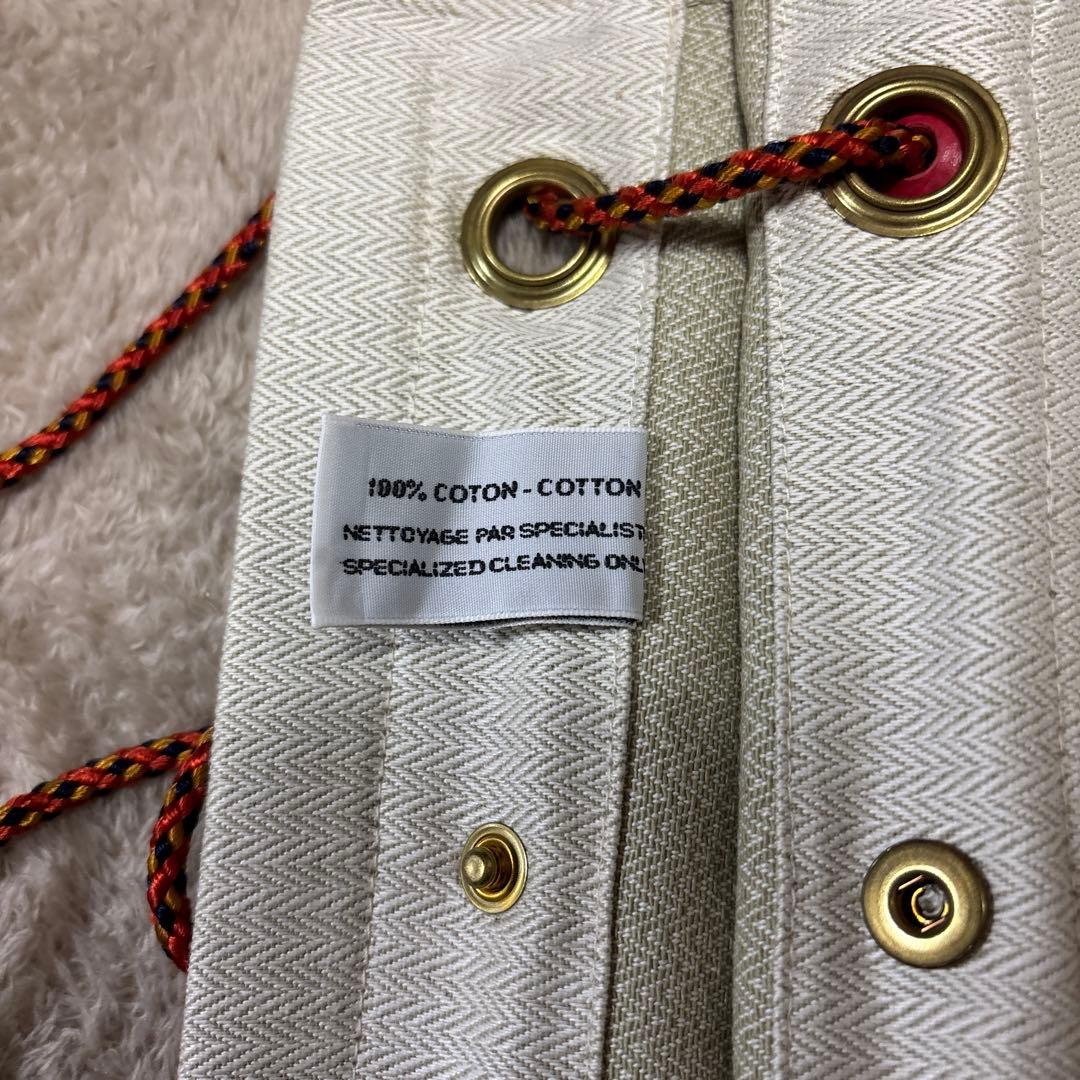 100% COTON - COTTON
NETTOYAGE PAR SPECIALIST
SPECIALIZED CLEANING ONL